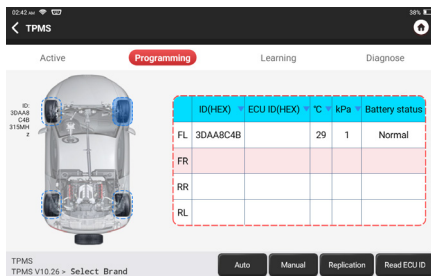 02:42 AM 38%
TPMS
Active Programming Learning Diagnose
ID:
3DAA8
C4B
315MH
z
ID(HEX) ECU ID(HEX) °C kPa Battery status
FL 3DAA8C4B 29 1 Normal
FR
RR
RL
TPMS
TPMS V10.26 > Select Brand
Auto Manual Replication Read ECU ID